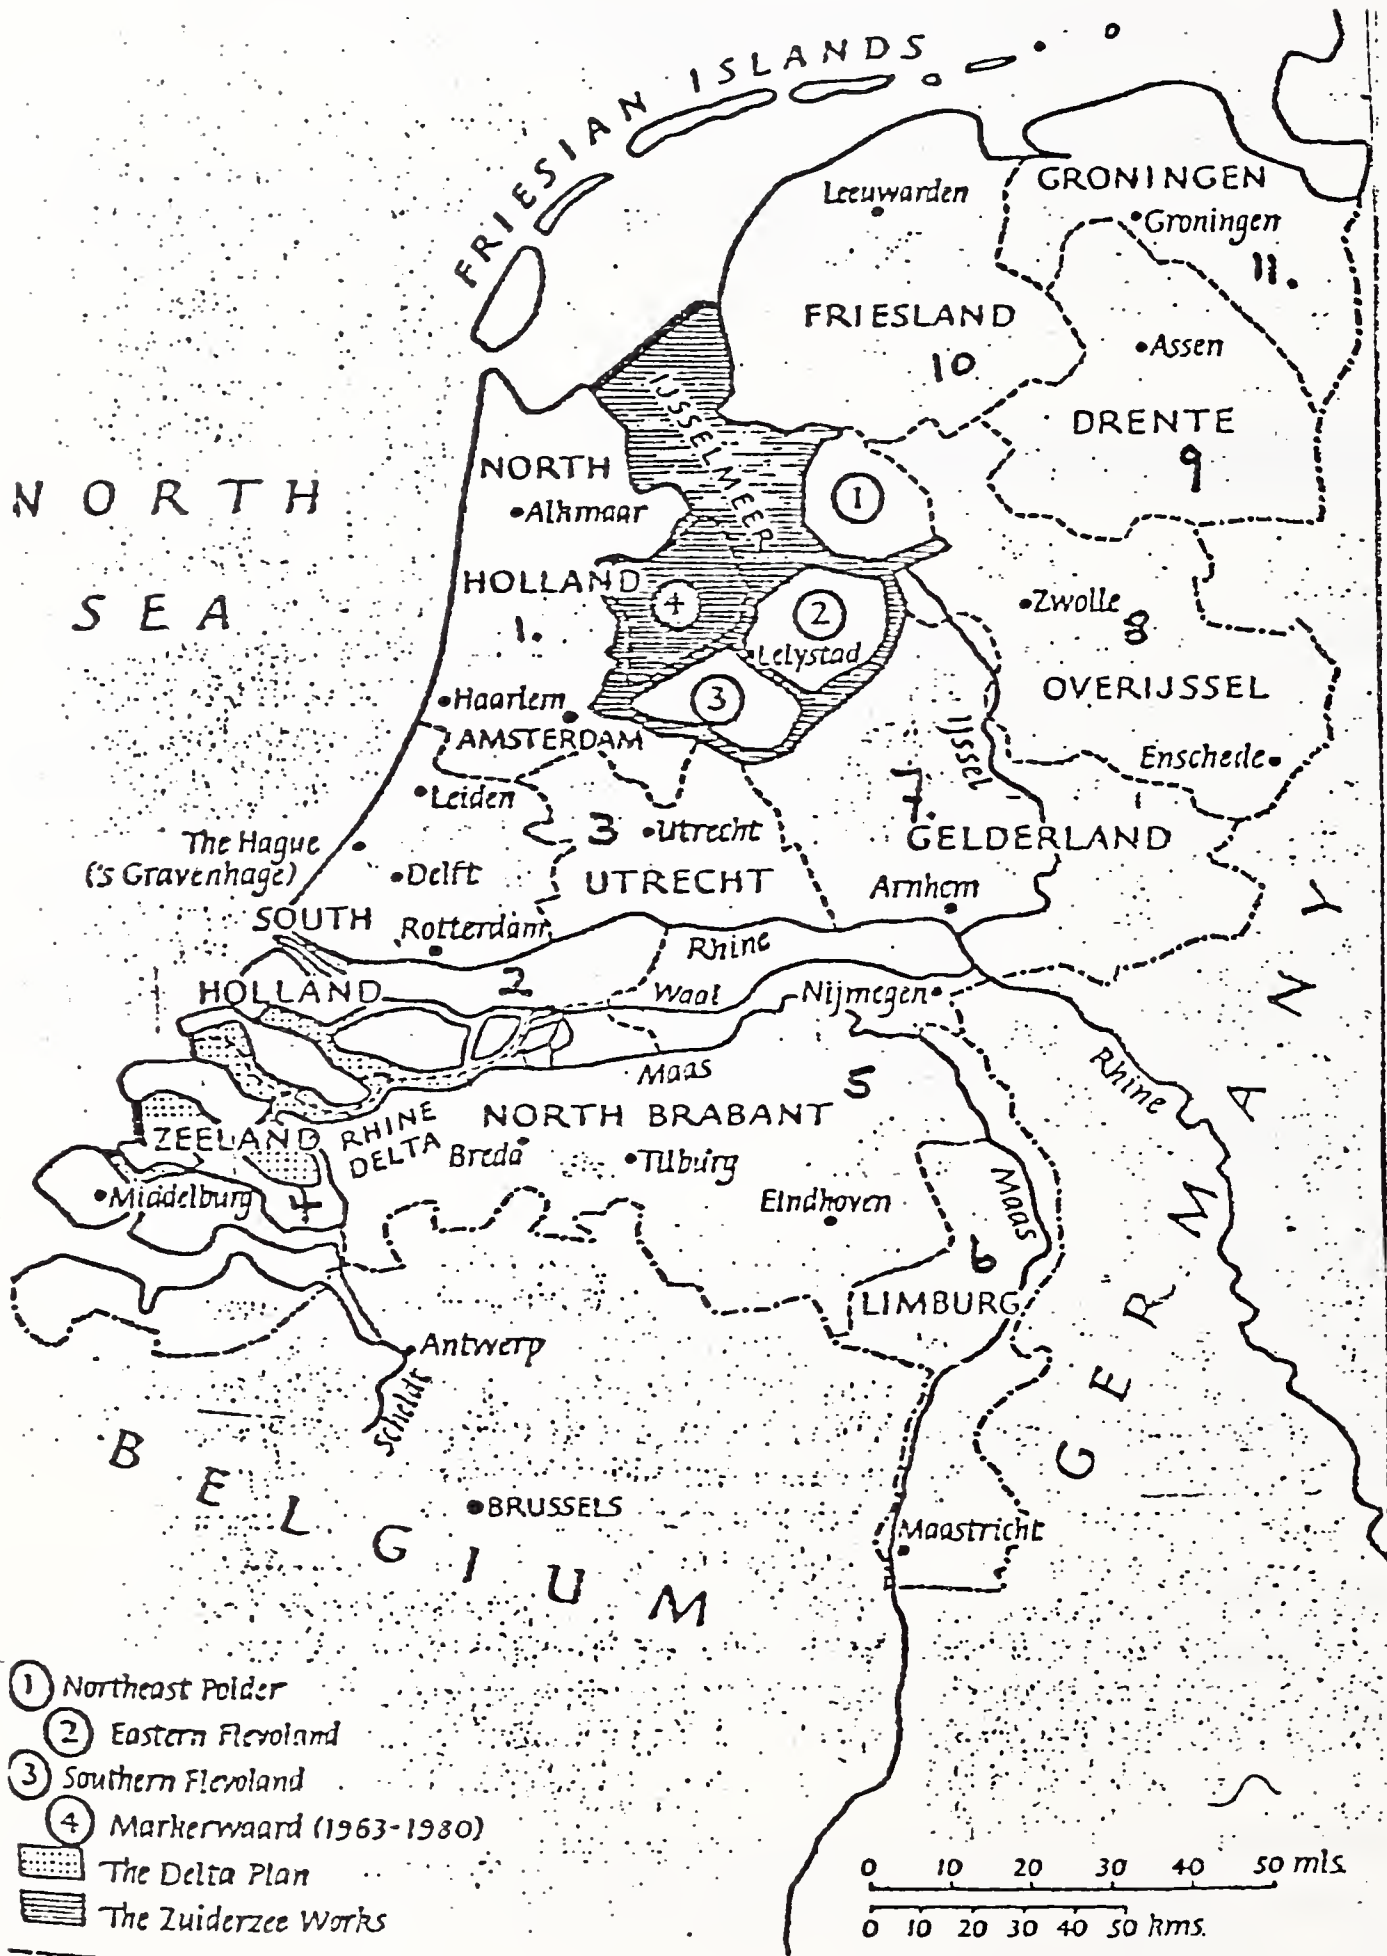 FRIESIAN ISLANDS
Leeuwarden
GRONINGEN
Groningen
11.
FRIESLAND
10
Assen
DRENTE
9
IJSSELMEER
NORTH
Alkmaar
HOLLAND
1.
NORTH
SEA
1
4
2
Lelystad
3
Zwolle
8
OVERIJSSEL
Enschede
IJssel
Haarlem
AMSTERDAM
Leiden
7.
GELDERLAND
The Hague
('s Gravenhage)
3
Utrecht
UTRECHT
Delft
Arnhem
SOUTH
Rotterdam
Rhine
2
HOLLAND
Waal
Nijmegen
Maas
5
Rhine
NORTH BRABANT
ZEELAND
RHINE
DELTA
Breda
Tilburg
Middelburg
4
Eindhoven
Maas
6
LIMBURG
GERMANY
Antwerp
Scheldt
BELGIUM
BRUSSELS
Maastricht
1 Northeast Polder
2 Eastern Flevoland
3 Southern Flevoland
4 Markerwaard (1963-1980)
The Delta Plan
The Zuiderzee Works
0 10 20 30 40 50 mls.
0 10 20 30 40 50 kms.